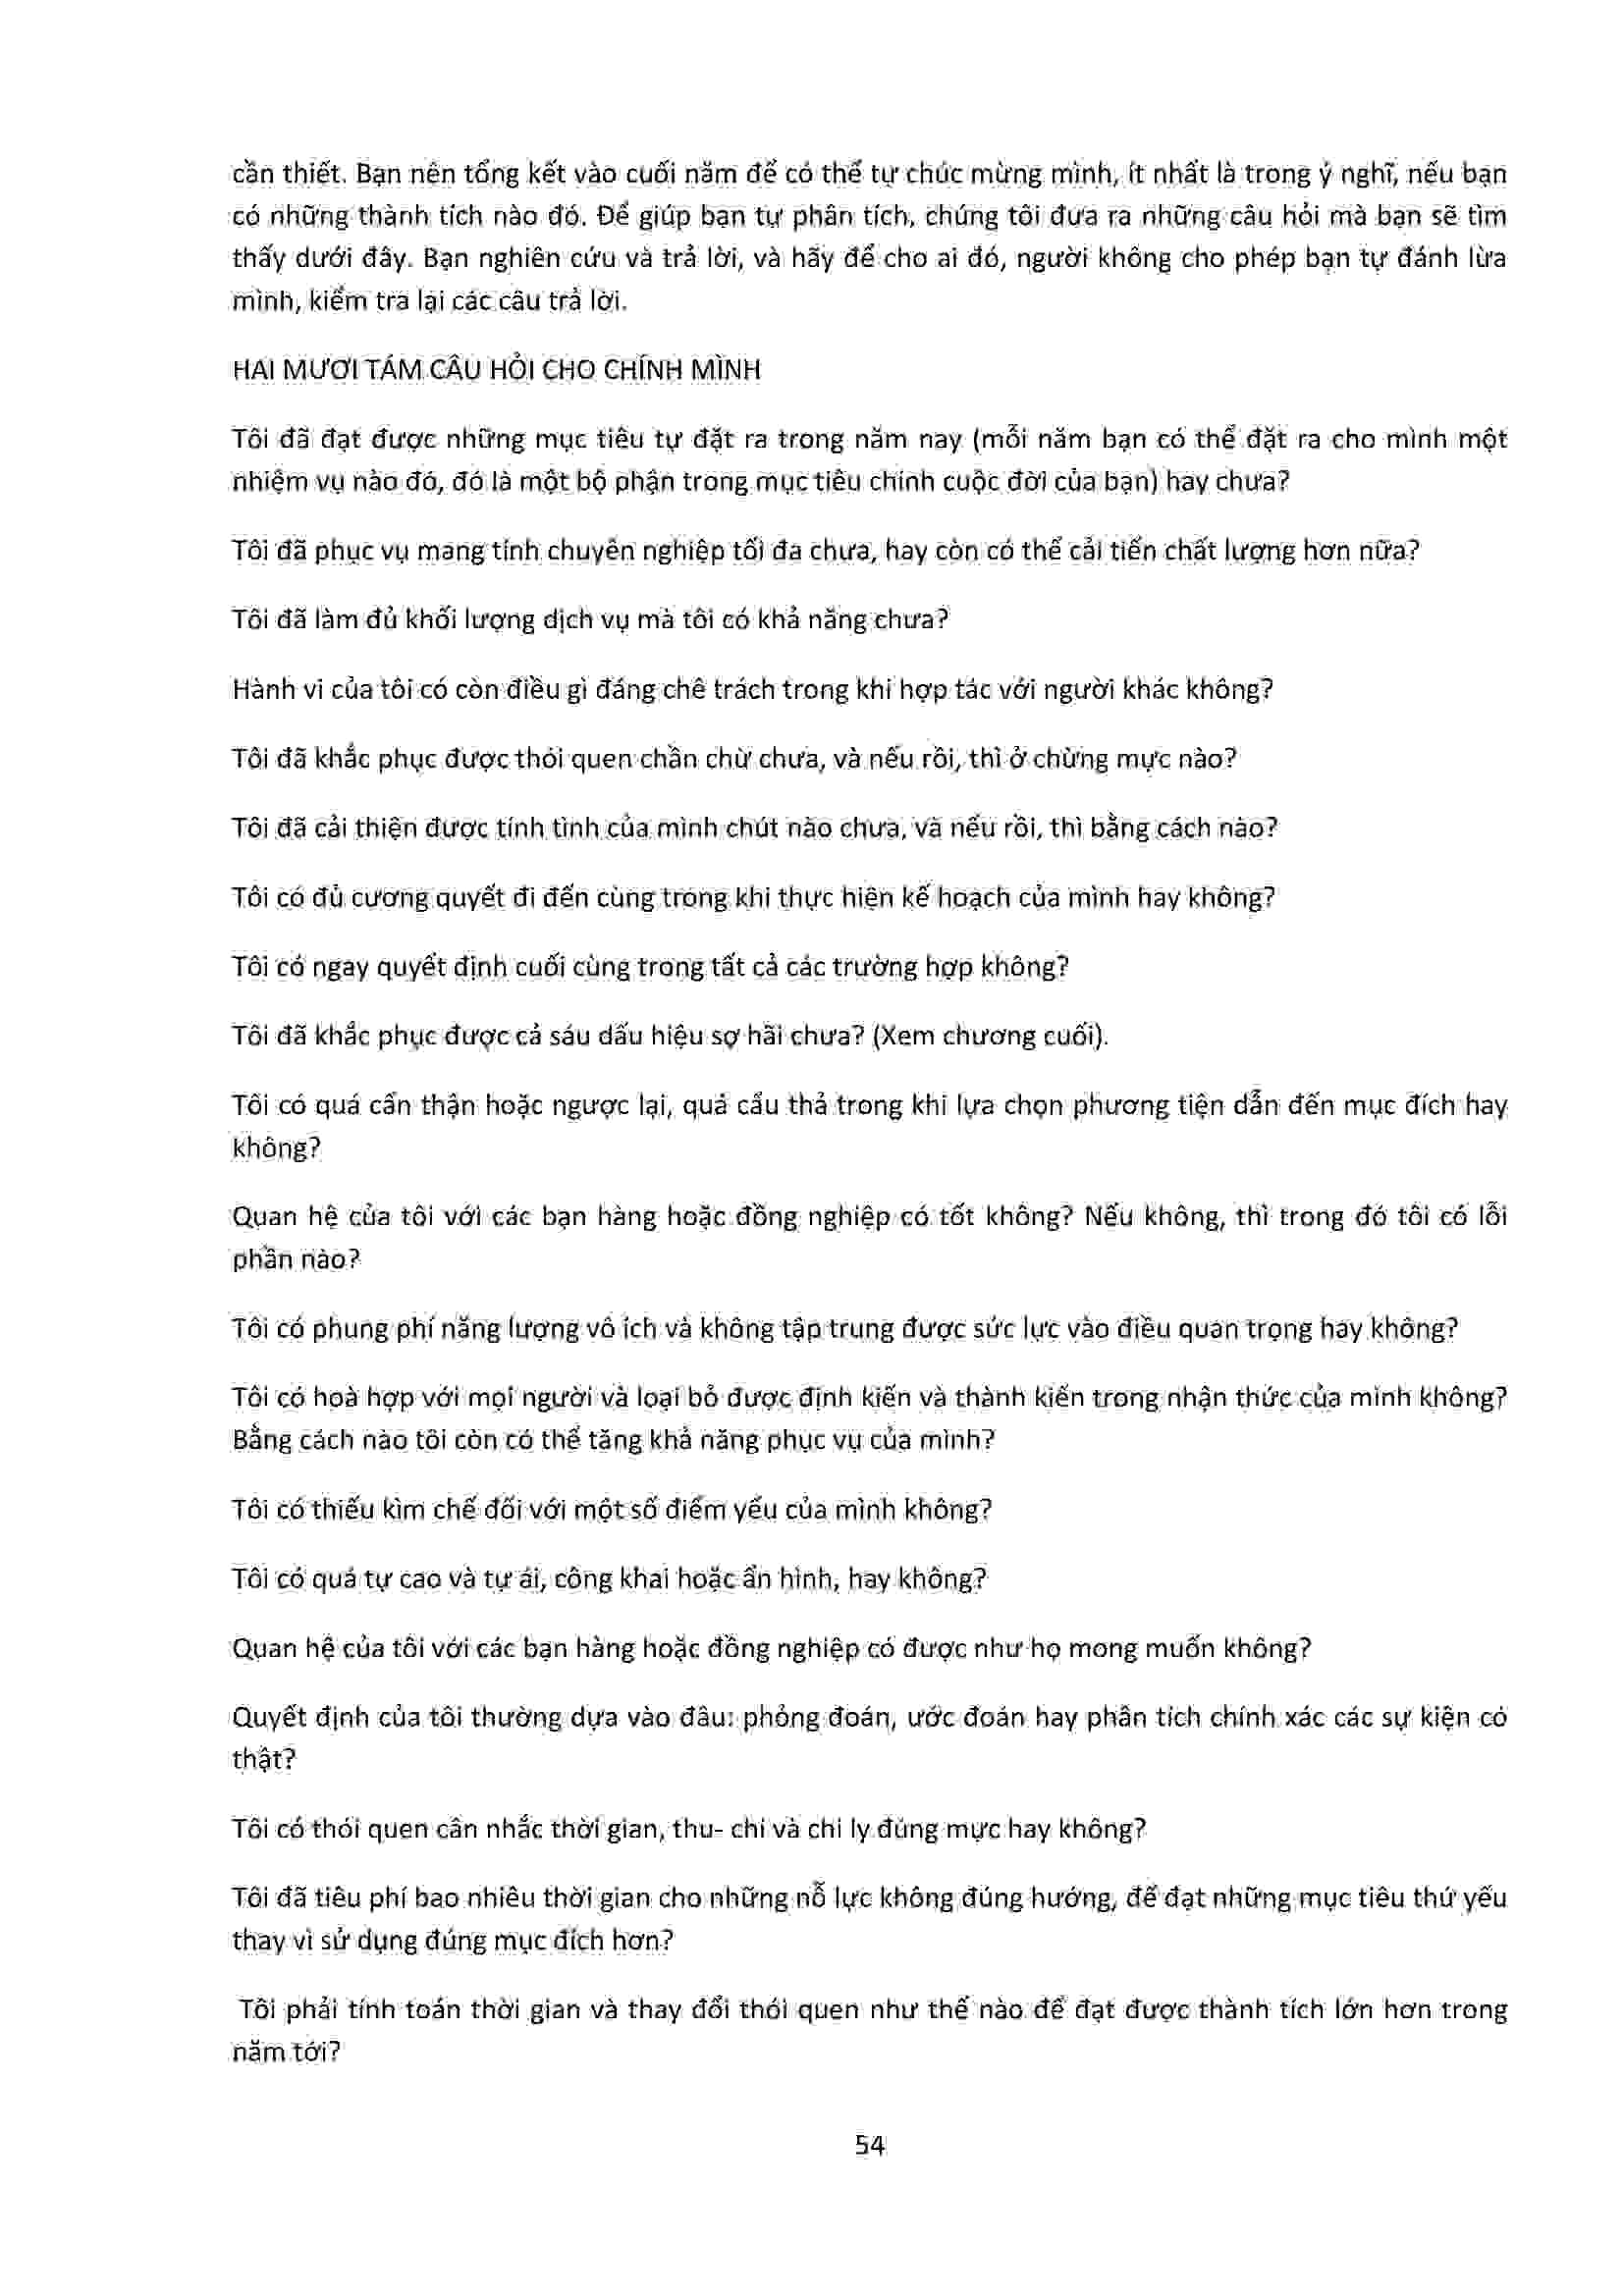 cần thiết. Bạn nên tổng kết vào cuối năm để có thể tự chúc mừng mình, ít nhất là trong ý nghĩ, nếu bạn
có những thành tích nào đó. Để giúp bạn tự phân tích, chúng tôi đưa ra những câu hỏi mà bạn sẽ tìm
thấy dưới đây. Bạn nghiên cứu và trả lời, và hãy để cho ai đó, người không cho phép bạn tự đánh lừa
mình, kiểm tra lại các câu trả lời.
HAI MƯƠI TÁM CÂU HỎI CHO CHÍNH MÌNH
Tôi đã đạt được những mục tiêu tự đặt ra trong năm nay (mỗi năm bạn có thể đặt ra cho mình một
nhiệm vụ nào đó, đó là một bộ phận trong mục tiêu chính cuộc đời của bạn) hay chưa?
Tôi đã phục vụ mang tính chuyên nghiệp tối đa chưa, hay còn có thể cải tiến chất lượng hơn nữa?
Tôi đã làm đủ khối lượng dịch vụ mà tôi có khả năng chưa?
Hành vi của tôi có còn điều gì đáng chê trách trong khi hợp tác với người khác không?
Tôi đã khắc phục được thói quen chần chừ chưa, và nếu rồi, thì ở chừng mực nào?
Tôi đã cải thiện được tính tình của mình chút nào chưa, và nếu rồi, thì bằng cách nào?
Tôi có đủ cương quyết đi đến cùng trong khi thực hiện kế hoạch của mình hay không?
Tôi có ngay quyết định cuối cùng trong tất cả các trường hợp không?
Tôi đã khắc phục được cả sáu dấu hiệu sợ hãi chưa? (Xem chương cuối).
Tôi có quá cẩn thận hoặc ngược lại, quá cẩu thả trong khi lựa chọn phương tiện dẫn đến mục đích hay
không?
Quan hệ của tôi với các bạn hàng hoặc đồng nghiệp có tốt không? Nếu không, thì trong đó tôi có lỗi
phần nào?
Tôi có phung phí năng lượng vô ích và không tập trung được sức lực vào điều quan trọng hay không?
Tôi có hoà hợp với mọi người và loại bỏ được định kiến và thành kiến trong nhận thức của mình không?
Bằng cách nào tôi còn có thể tăng khả năng phục vụ của mình?
Tôi có thiếu kìm chế đối với một số điểm yếu của mình không?
Tôi có quá tự cao và tự ái, công khai hoặc ẩn hình, hay không?
Quan hệ của tôi với các bạn hàng hoặc đồng nghiệp có được như họ mong muốn không?
Quyết định của tôi thường dựa vào đâu: phỏng đoán, ước đoán hay phân tích chính xác các sự kiện có
thật?
Tôi có thói quen cân nhắc thời gian, thu- chi và chi ly đúng mực hay không?
Tôi đã tiêu phí bao nhiêu thời gian cho những nỗ lực không đúng hướng, để đạt những mục tiêu thứ yếu
thay vì sử dụng đúng mục đích hơn?
Tôi phải tính toán thời gian và thay đổi thói quen như thế nào để đạt được thành tích lớn hơn trong
năm tới?
54